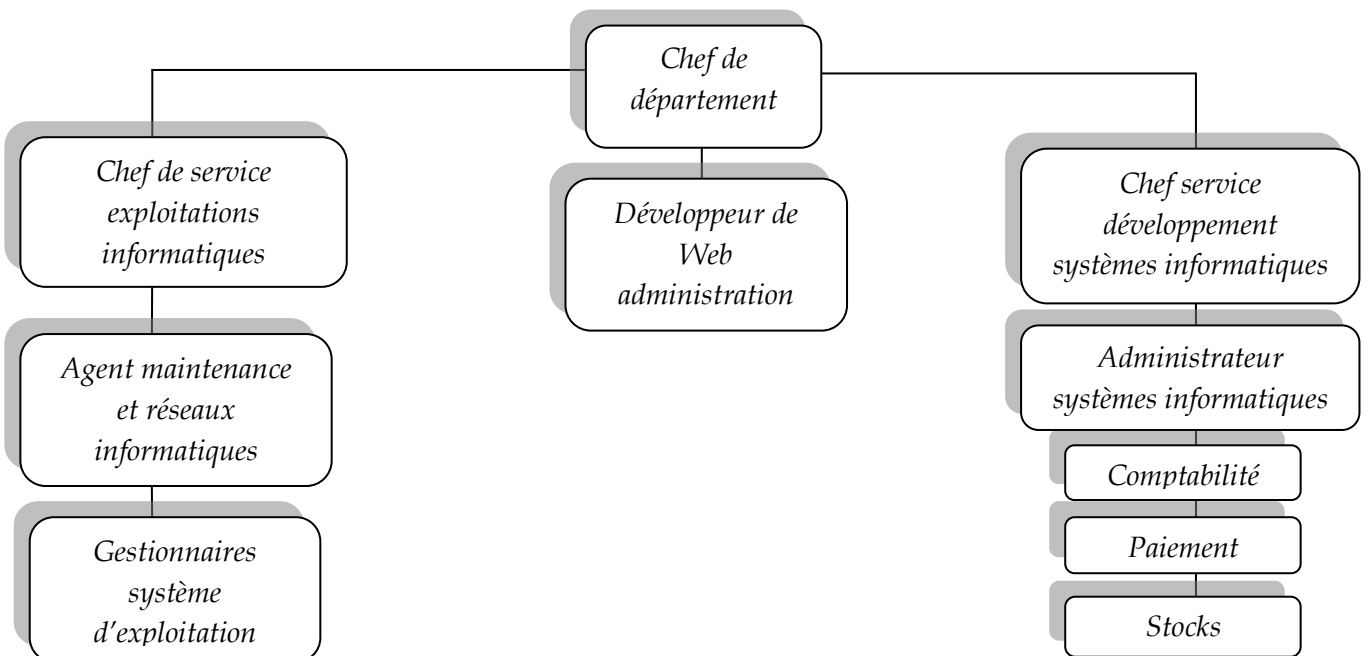 Chef de
département
Chef de service
exploitations
informatiques
Développeur de
Web
administration
Chef service
développement
systèmes informatiques
Agent maintenance
et réseaux
informatiques
Administrateur
systèmes informatiques
Comptabilité
Gestionnaires
système
d'exploitation
Paiement
Stocks